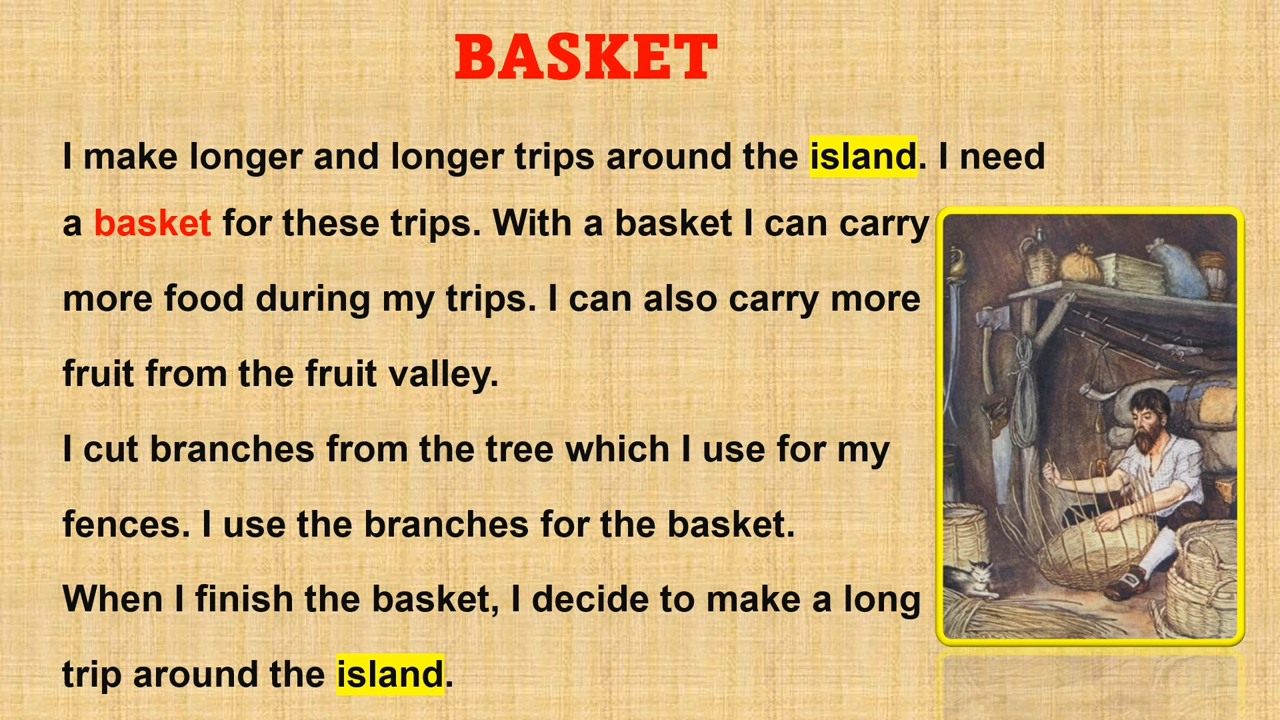 BASKET
I make longer and longer trips around the island. I need
a basket for these trips. With a basket I can carry
more food during my trips. I can also carry more
fruit from the fruit valley.
I cut branches from the tree which I use for my
fences. I use the branches for the basket.
When I finish the basket, I decide to make a long
trip around the island.